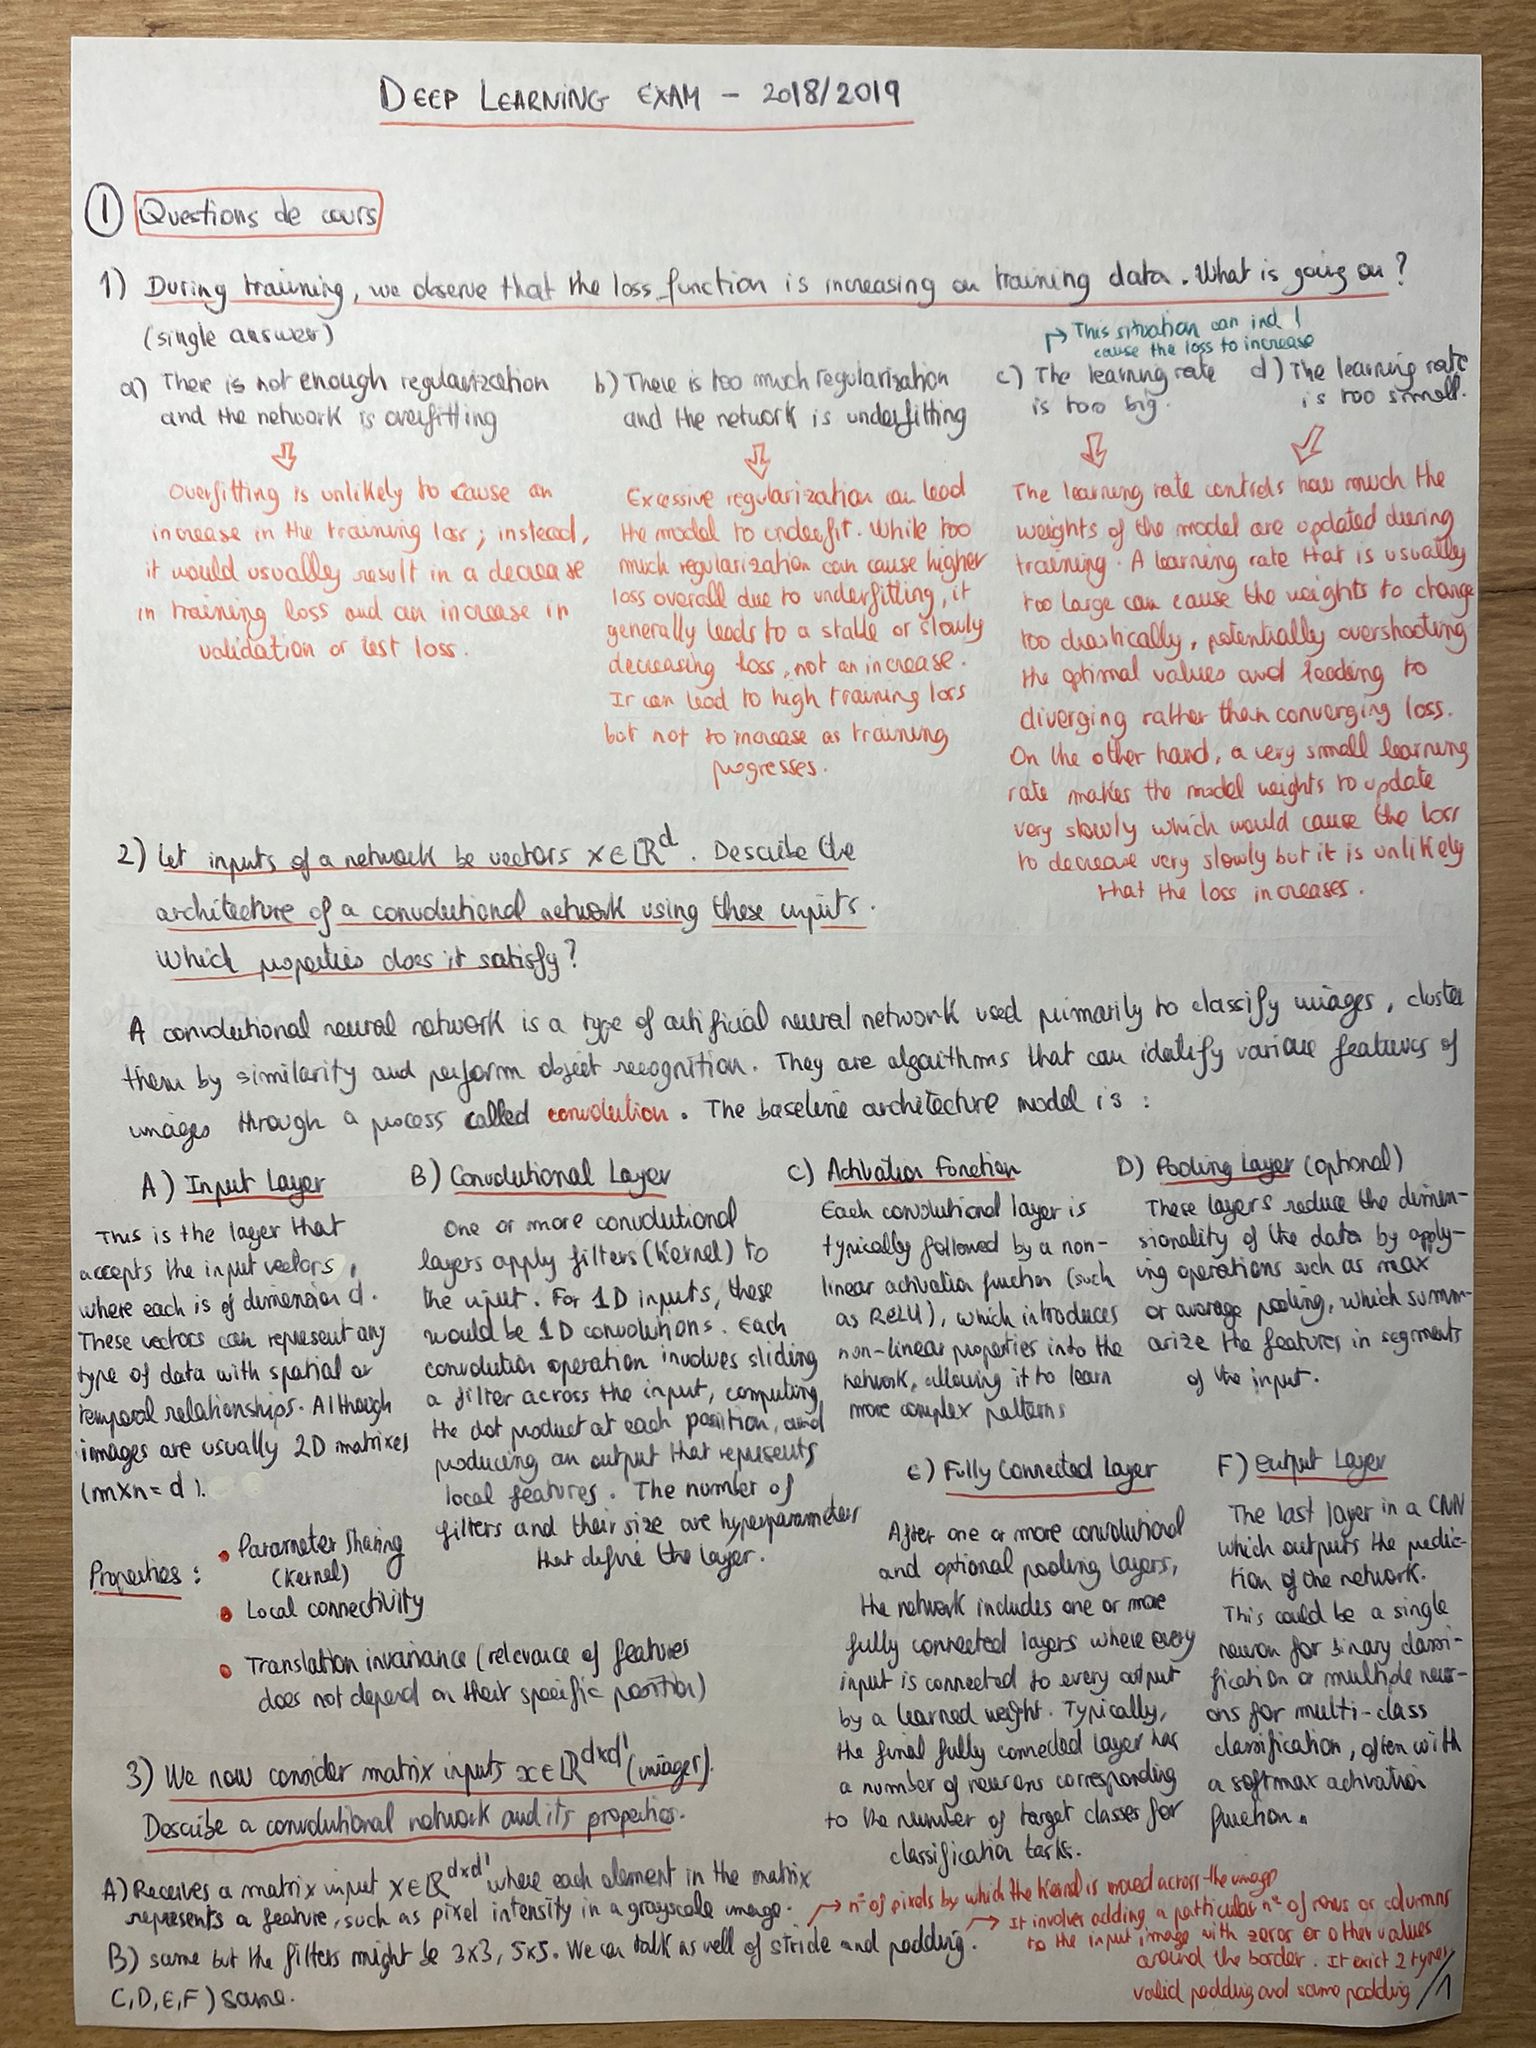 DEEP LEARNING EXAM - 2018/2019
① Questions de cours
1) During training, we observe that the loss function is increasing on training data. What is going on?
(single answer)
a) There is not enough regularization
and the network is overfitting
Overfitting is unlikely to cause an
increase in the training loss; instead,
it would usually result in a decrease
in training loss and an increase in
validation or test loss.
b) There is too much regularisation
and the network is underfitting
Excessive regularization can lead
the model to underfit. While too
much regularization can cause higher
loss overall due to underfitting, it
generally leads to a stable or slowly
decreasing loss, not an increase.
It can lead to high training loss
but not to increase as training
progresses.
↱ This situation can ind
cause the loss to increase
c) The learning rate
is too big.
d) The learning rate
is too small.
The learning rate controls how much the
weights of the model are updated during
training. A learning rate that is usually
too large can cause the weights to change
too drastically, potentially overshooting
the optimal values and leading to
diverging rather than converging loss.
On the other hand, a very small learning
rate makes the model weights to update
very slowly which would cause the loss
to decrease very slowly but it is unlikely
that the loss increases.
2) Let inputs of a network be vectors x∈ℝ^d. Describe the
architecture of a convolutional network using these inputs.
Which properties does it satisfy?
A convolutional neural network is a type of artificial neural network used primarily to classify images, cluster
them by similarity and perform object recognition. They are algorithms that can identify various features of
images through a process called convolution. The baseline architecture model is:
A) Input Layer
This is the layer that
accepts the input vectors,
where each is of dimension d.
These vectors can represent any
type of data with spatial or
temporal relationships. Although
images are usually 2D matrixes
(m×n = d).
B) Convolutional Layer
One or more convolutional
layers apply filters (Kernel) to
the input. For 1D inputs, these
would be 1D convolutions. Each
convolution operation involves sliding
a filter across the input, computing
the dot product at each position, and
producing an output that represents
local features. The number of
filters and their size are hyperparameter
that define the layer.
C) Activation Function
Each convolutional layer is
typically followed by a non-
linear activation function (such
as ReLU), which introduces
non-linear properties into the
network, allowing it to learn
more complex patterns
D) Pooling Layer (optional)
These layers reduce the dimen-
sionality of the data by apply-
ing operations such as max
or average pooling, which summ-
arize the features in segments
of the input.
E) Fully Connected Layer
After one or more convolutional
and optional pooling layers,
the network includes one or more
fully connected layers where every
input is connected to every output
by a learned weight. Typically,
the final fully connected layer has
a number of neurons corresponding
to the number of target classes for
classification tasks.
F) Output Layer
The last layer in a CNN
which outputs the predic-
tion of the network.
This could be a single
neuron for binary classi-
fication or multiple neur-
ons for multi-class
classification, often with
a softmax activation
function.
Properties:
• Parameter Sharing
(Kernel)
• Local connectivity
• Translation invariance (relevance of features
does not depend on their specific position)
3) We now consider matrix inputs x∈ℝ^d×d' (images).
Describe a convolutional network and its properties.
A) Receives a matrix input x∈ℝ^d×d' where each element in the matrix
represents a feature, such as pixel intensity in a grayscale image.
B) same but the filters might be 3x3, 5x5. We can talk as well of stride and padding.
→ nº of pixels by which the Kernel is moved across the image
→ It involves adding a particular nº of rows or columns
to the input image with zeros or other values
around the border. It exist 2 types
valid padding and same padding
C, D, E, F) same.
/1